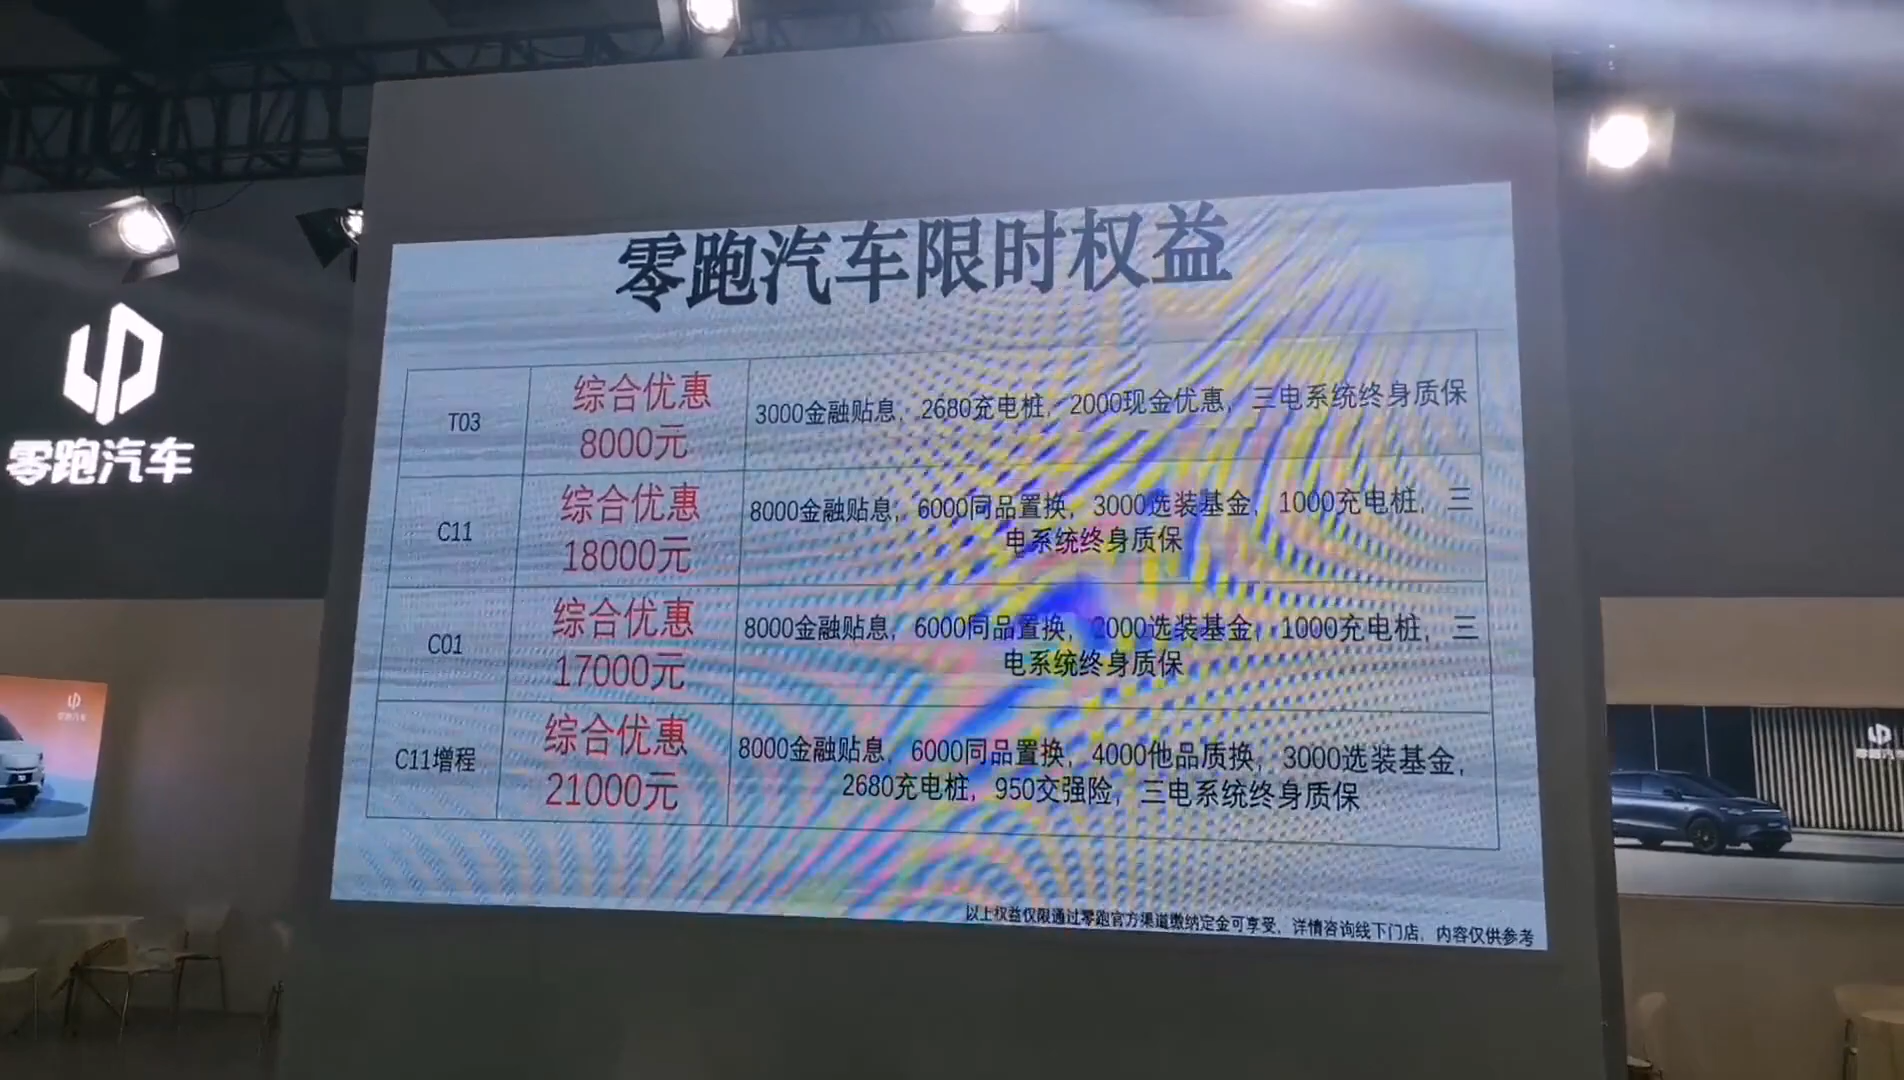 零跑汽车限时权益
T03
综合优惠
8000元
3000金融贴息，2680充电桩，2000现金优惠，三电系统终身质保
C11
综合优惠
18000元
8000金融贴息，6000同品置换，3000选装基金，1000充电桩，三
电系统终身质保
C01
综合优惠
17000元
8000金融贴息，6000同品置换，2000选装基金，1000充电桩，三
电系统终身质保
C11增程
综合优惠
21000元
8000金融贴息，6000同品置换，4000他品质换，3000选装基金，
2680充电桩，950交强险，三电系统终身质保
以上权益仅限通过零跑官方渠道缴纳定金可享受，详情咨询线下门店，内容仅供参考
零跑汽车
零跑汽车